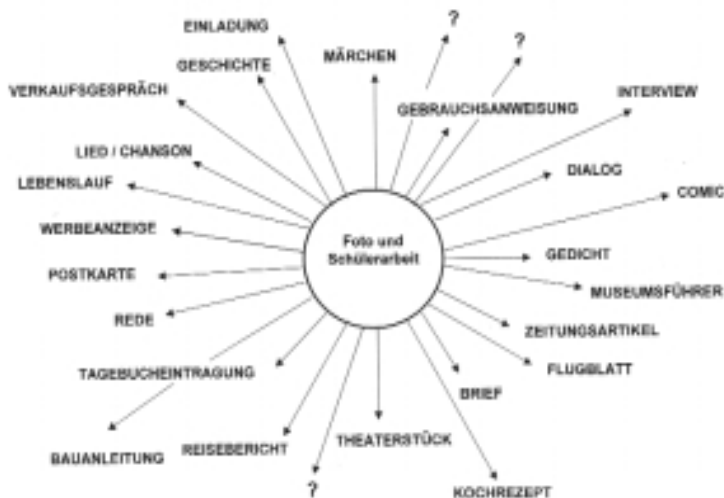 ?
EINLADUNG
?
GESCHICHTE
MÄRCHEN
VERKAUFSGESPRÄCH
INTERVIEW
GEBRAUCHSANWEISUNG
LIED / CHANSON
DIALOG
LEBENSLAUF
COMIC
WERBEANZEIGE
Foto und
Schülerarbeit
GEDICHT
POSTKARTE
MUSEUMSFÜHRER
REDE
ZEITUNGSARTIKEL
TAGEBUCHEINTRAGUNG
FLUGBLATT
BRIEF
BAUANLEITUNG
REISEBERICHT
THEATERSTÜCK
?
KOCHREZEPT